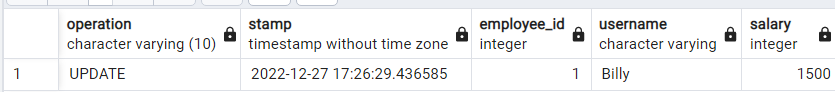 operation stamp employee_id username salary
character varying (10) timestamp without time zone integer character varying integer
1 UPDATE 2022-12-27 17:26:29.436585 1 Billy 1500